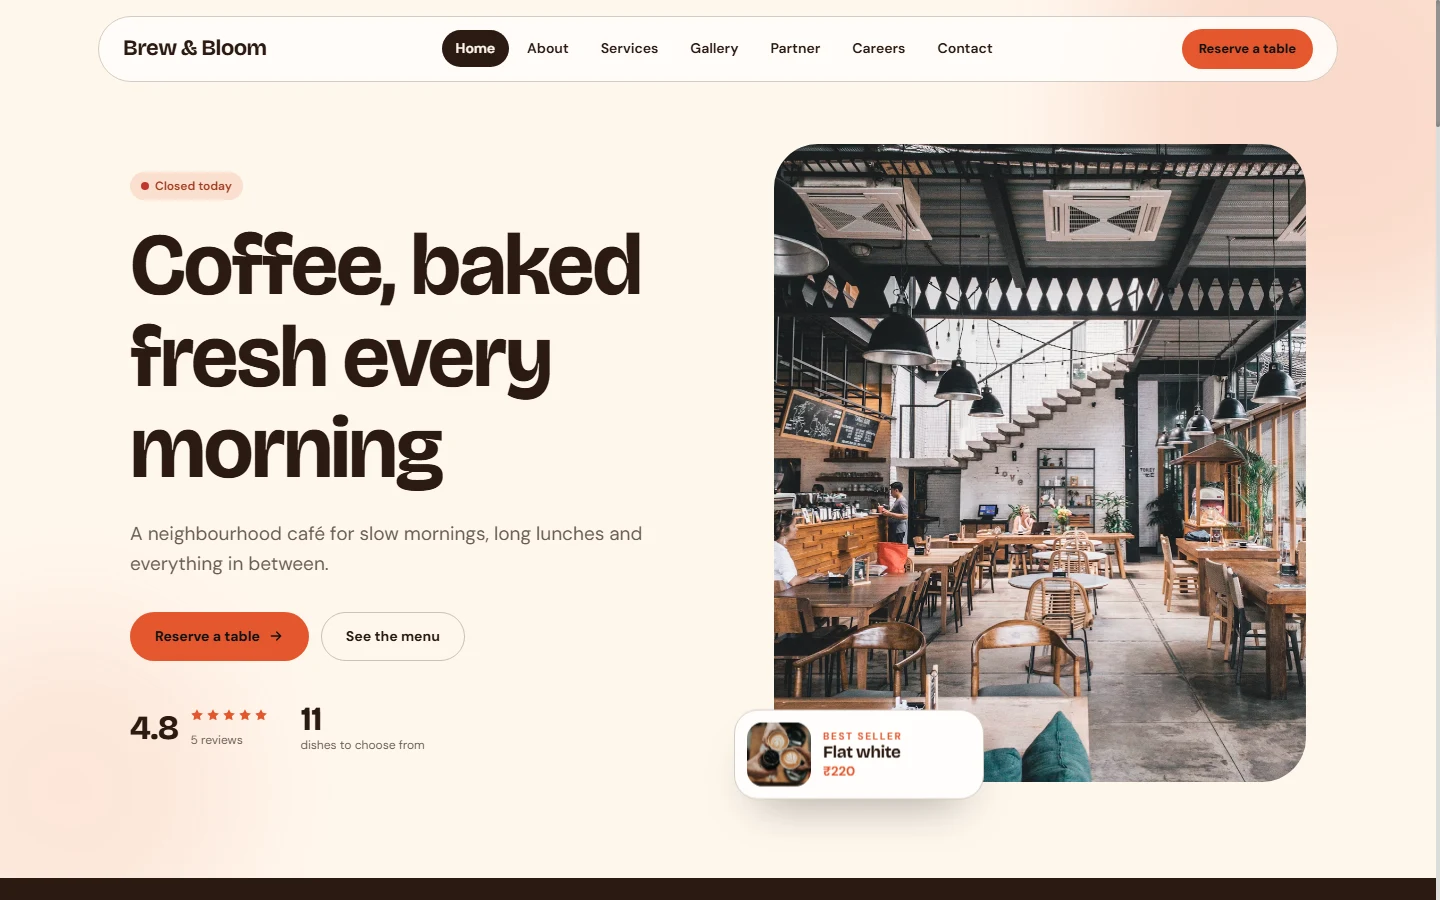 Brew & Bloom
Home
About
Services
Gallery
Partner
Careers
Contact
Reserve a table
Closed today
Coffee, baked
fresh every
morning
A neighbourhood café for slow mornings, long lunches and
everything in between.
Reserve a table →
See the menu
4.8
5 reviews
11
dishes to choose from
love
BEST SELLER
Flat white
₹220